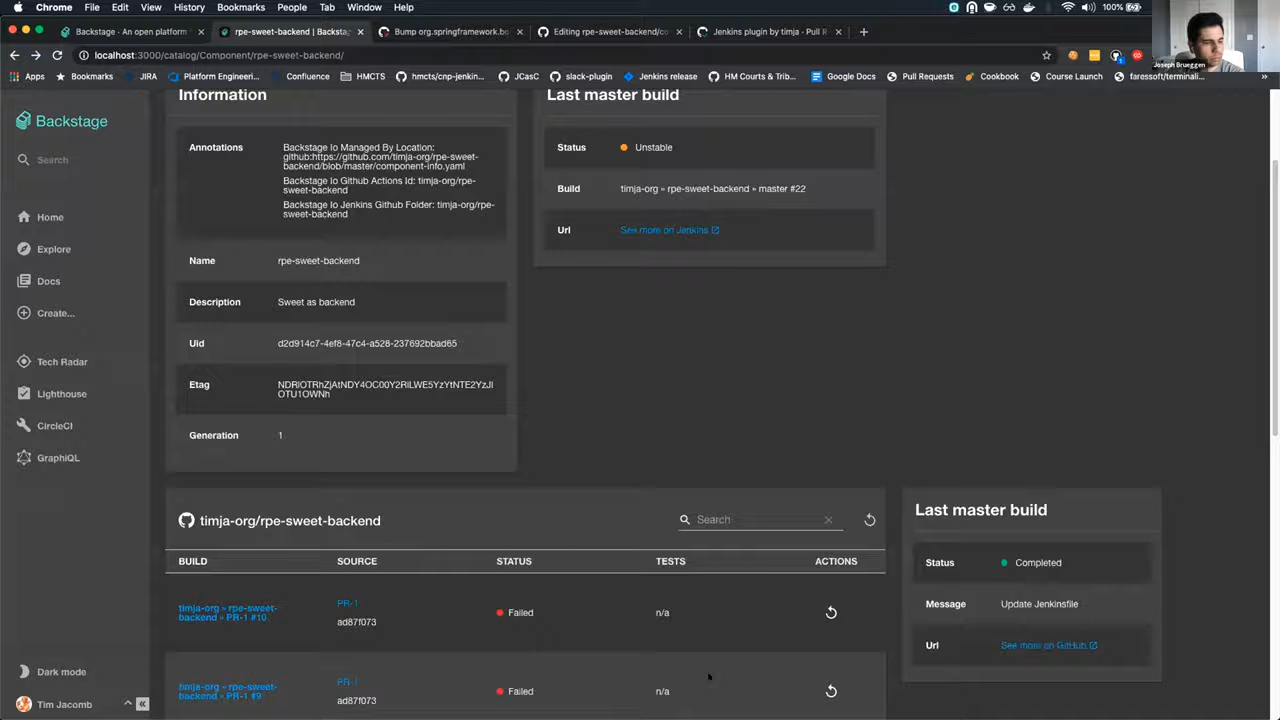 Chrome File Edit View History Bookmarks People Tab Window Help 100%
Backstage - An open platform
rpe-sweet-backend | Backstag
Bump org.springframework.bo
Editing rpe-sweet-backend/co
Jenkins plugin by timja · Pull R
localhost:3000/catalog/Component/rpe-sweet-backend/
Joseph Brueggen
Apps Bookmarks JIRA Platform Engineeri... Confluence HMCTS hmcts/cnp-jenkin... JCasC slack-plugin Jenkins release HM Courts & Trib... Google Docs Pull Requests Cookbook Course Launch faressoft/terminali... »
Backstage
Search
Home
Explore
Docs
Create...
Tech Radar
Lighthouse
CircleCI
GraphiQL
Dark mode
Tim Jacomb
Information
Annotations
Backstage Io Managed By Location:
github:https://github.com/timja-org/rpe-sweet-
backend/blob/master/component-info.yaml
Backstage Io Github Actions Id: timja-org/rpe-
sweet-backend
Backstage Io Jenkins Github Folder: timja-org/rpe-
sweet-backend
Name rpe-sweet-backend
Description Sweet as backend
Uid d2d914c7-4ef8-47c4-a528-237692bbad65
Etag
Generation 1
Last master build
Status Unstable
Build timja-org » rpe-sweet-backend » master #22
Url See more on Jenkins
timja-org/rpe-sweet-backend
Search
BUILD SOURCE STATUS TESTS ACTIONS
timja-org » rpe-sweet-
backend » PR-1 #10
PR-1
ad87f073
Failed n/a
timja-org » rpe-sweet-
backend » PR-1 #9
PR-1
ad87f073
Failed n/a
Last master build
Status Completed
Message Update Jenkinsfile
Url See more on GitHub